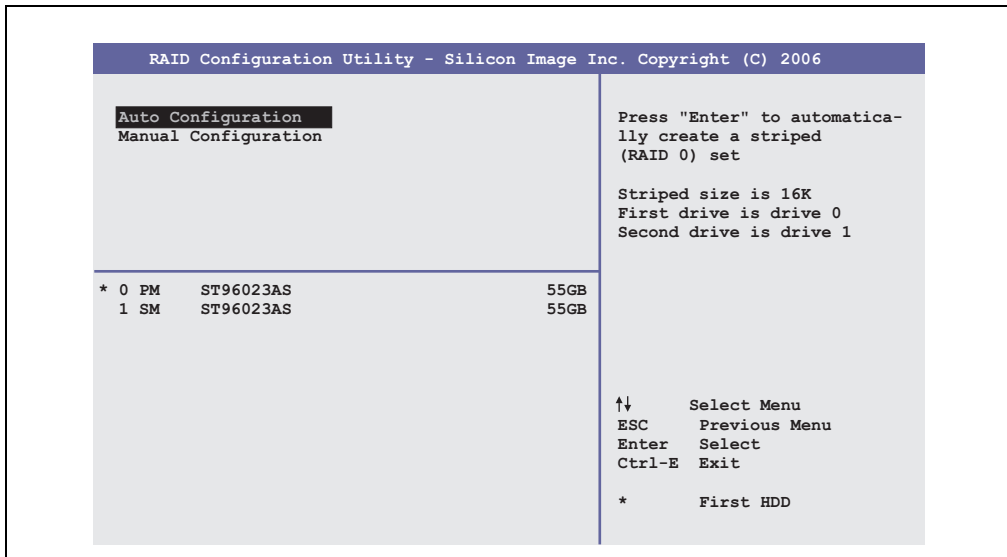 RAID Configuration Utility - Silicon Image Inc. Copyright (C) 2006
Auto Configuration
Manual Configuration
Press "Enter" to automatica-
lly create a striped
(RAID 0) set
Striped size is 16K
First drive is drive 0
Second drive is drive 1
* 0 PM ST96023AS 55GB
1 SM ST96023AS 55GB
↑↓ Select Menu
ESC Previous Menu
Enter Select
Ctrl-E Exit
* First HDD